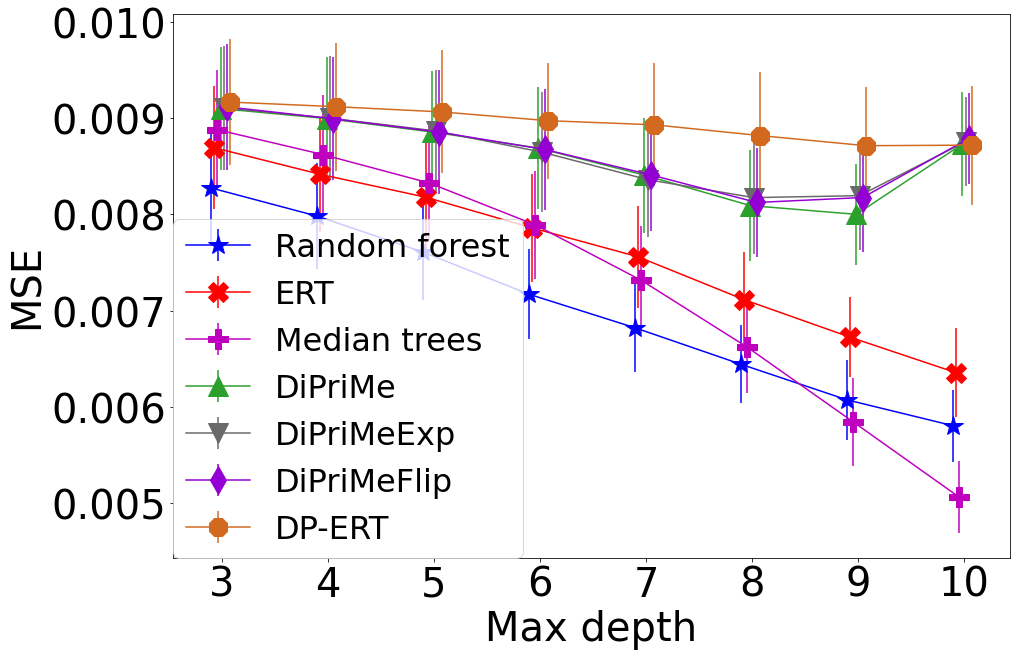 0.010
0.009
0.008
0.007
0.006
0.005
MSE
Random forest
ERT
Median trees
DiPriMe
DiPriMeExp
DiPriMeFlip
DP-ERT
3 4 5 6 7 8 9 10
Max depth